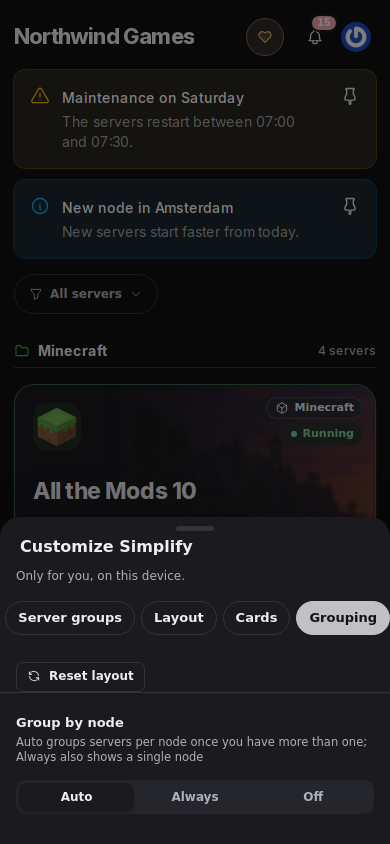 Northwind Games
15
Maintenance on Saturday
The servers restart between 07:00
and 07:30.
New node in Amsterdam
New servers start faster from today.
All servers
Minecraft
4 servers
Minecraft
Running
All the Mods 10
Customize Simplify
Only for you, on this device.
Server groups
Layout
Cards
Grouping
Reset layout
Group by node
Auto groups servers per node once you have more than one;
Always also shows a single node
Auto
Always
Off